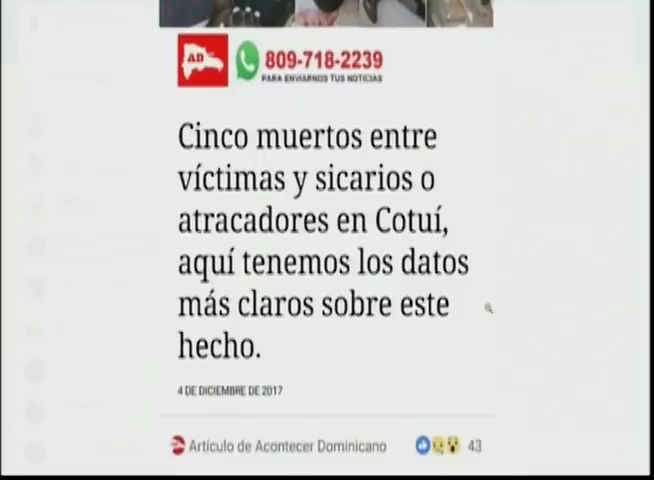 AD
809-718-2239
PARA ENVIARNOS TUS NOTICIAS
Cinco muertos entre
víctimas y sicarios o
atracadores en Cotuí,
aquí tenemos los datos
más claros sobre este
hecho.
4 DE DICIEMBRE DE 2017
Artículo de Acontecer Dominicano 43